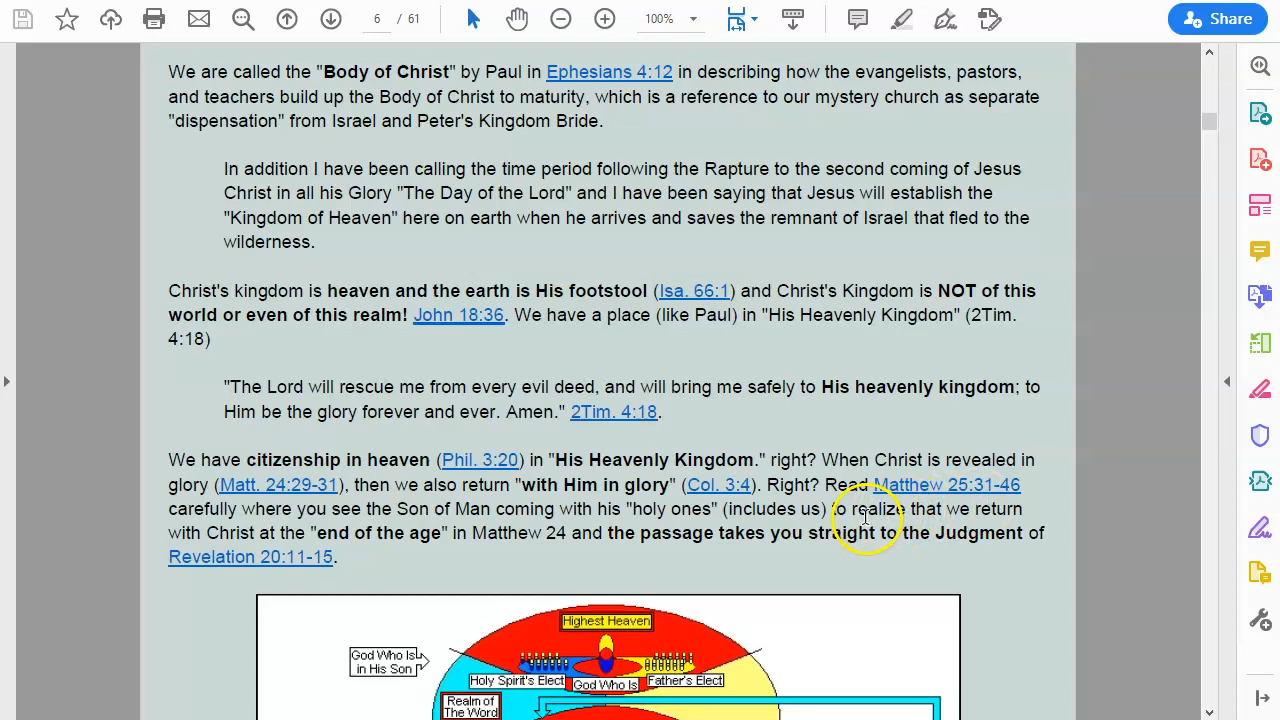 6 / 61
100%
Share
We are called the "Body of Christ" by Paul in Ephesians 4:12 in describing how the evangelists, pastors,
and teachers build up the Body of Christ to maturity, which is a reference to our mystery church as separate
"dispensation" from Israel and Peter's Kingdom Bride.
In addition I have been calling the time period following the Rapture to the second coming of Jesus
Christ in all his Glory "The Day of the Lord" and I have been saying that Jesus will establish the
"Kingdom of Heaven" here on earth when he arrives and saves the remnant of Israel that fled to the
wilderness.
Christ's kingdom is heaven and the earth is His footstool (Isa. 66:1) and Christ's Kingdom is NOT of this
world or even of this realm! John 18:36. We have a place (like Paul) in "His Heavenly Kingdom" (2Tim.
4:18)
"The Lord will rescue me from every evil deed, and will bring me safely to His heavenly kingdom; to
Him be the glory forever and ever. Amen." 2Tim. 4:18.
We have citizenship in heaven (Phil. 3:20) in "His Heavenly Kingdom." right? When Christ is revealed in
glory (Matt. 24:29-31), then we also return "with Him in glory" (Col. 3:4). Right? Read Matthew 25:31-46
carefully where you see the Son of Man coming with his "holy ones" (includes us) to realize that we return
with Christ at the "end of the age" in Matthew 24 and the passage takes you straight to the Judgment of
Revelation 20:11-15.
Highest Heaven
God Who Is
in His Son
Holy Spirit's Elect
God Who Is
Father's Elect
Realm of
The Word